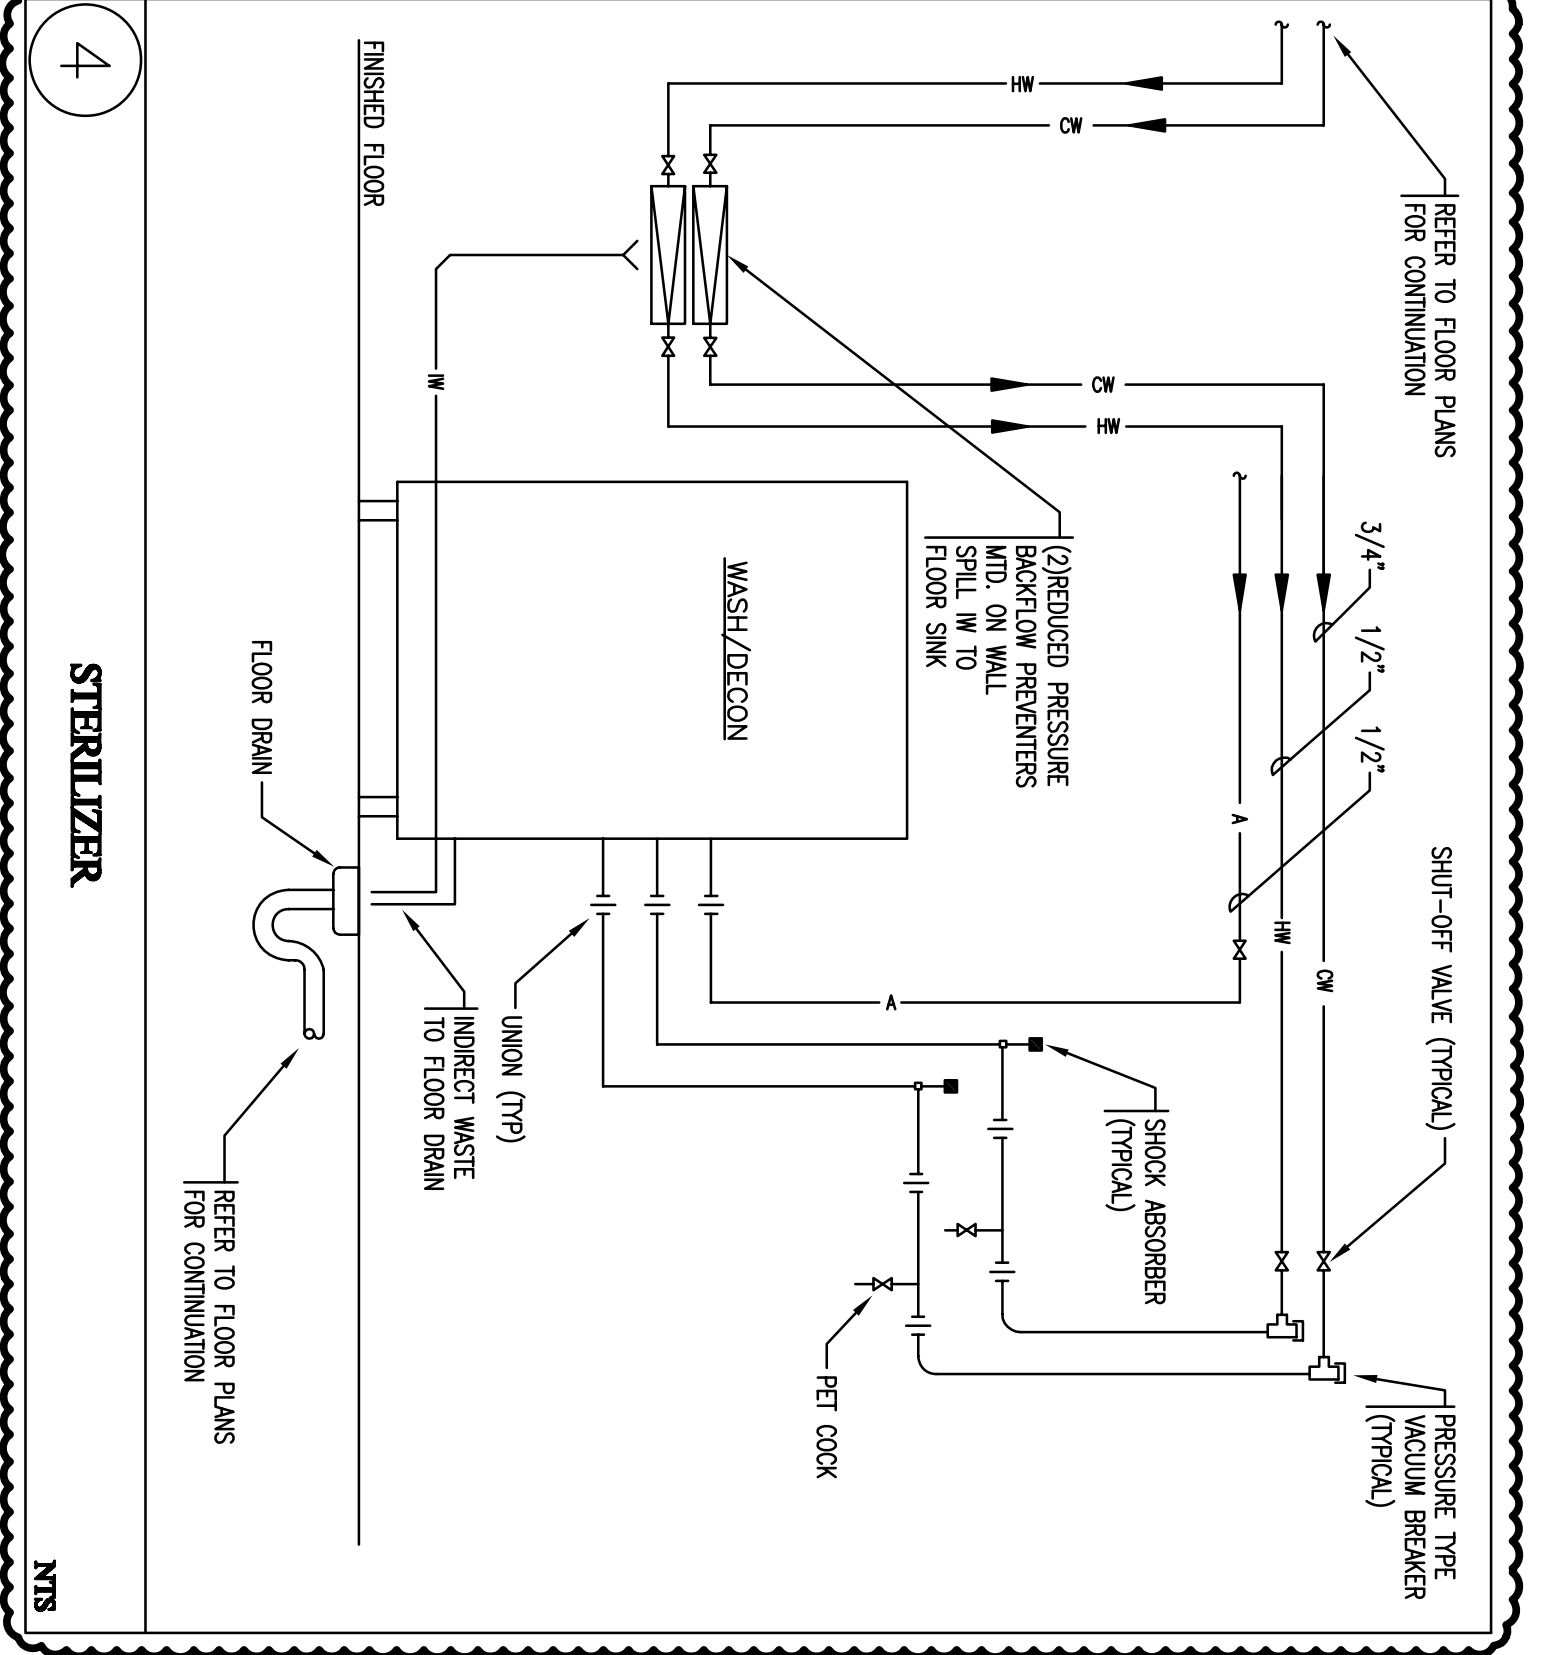 REFER TO FLOOR PLANS
FOR CONTINUATION
3/4"
1/2"
1/2"
SHUT-OFF VALVE (TYPICAL)
PRESSURE TYPE
VACUUM BREAKER
(TYPICAL)
CW
HW
A
HW
CW
CW
HW
A
SHOCK ABSORBER
(TYPICAL)
(2)REDUCED PRESSURE
BACKFLOW PREVENTERS
MTD. ON WALL
SPILL IW TO
FLOOR SINK
PET COCK
WASH/DECON
IW
UNION (TYP)
INDIRECT WASTE
TO FLOOR DRAIN
FINISHED FLOOR
FLOOR DRAIN
REFER TO FLOOR PLANS
FOR CONTINUATION
4
STERILIZER
NTS